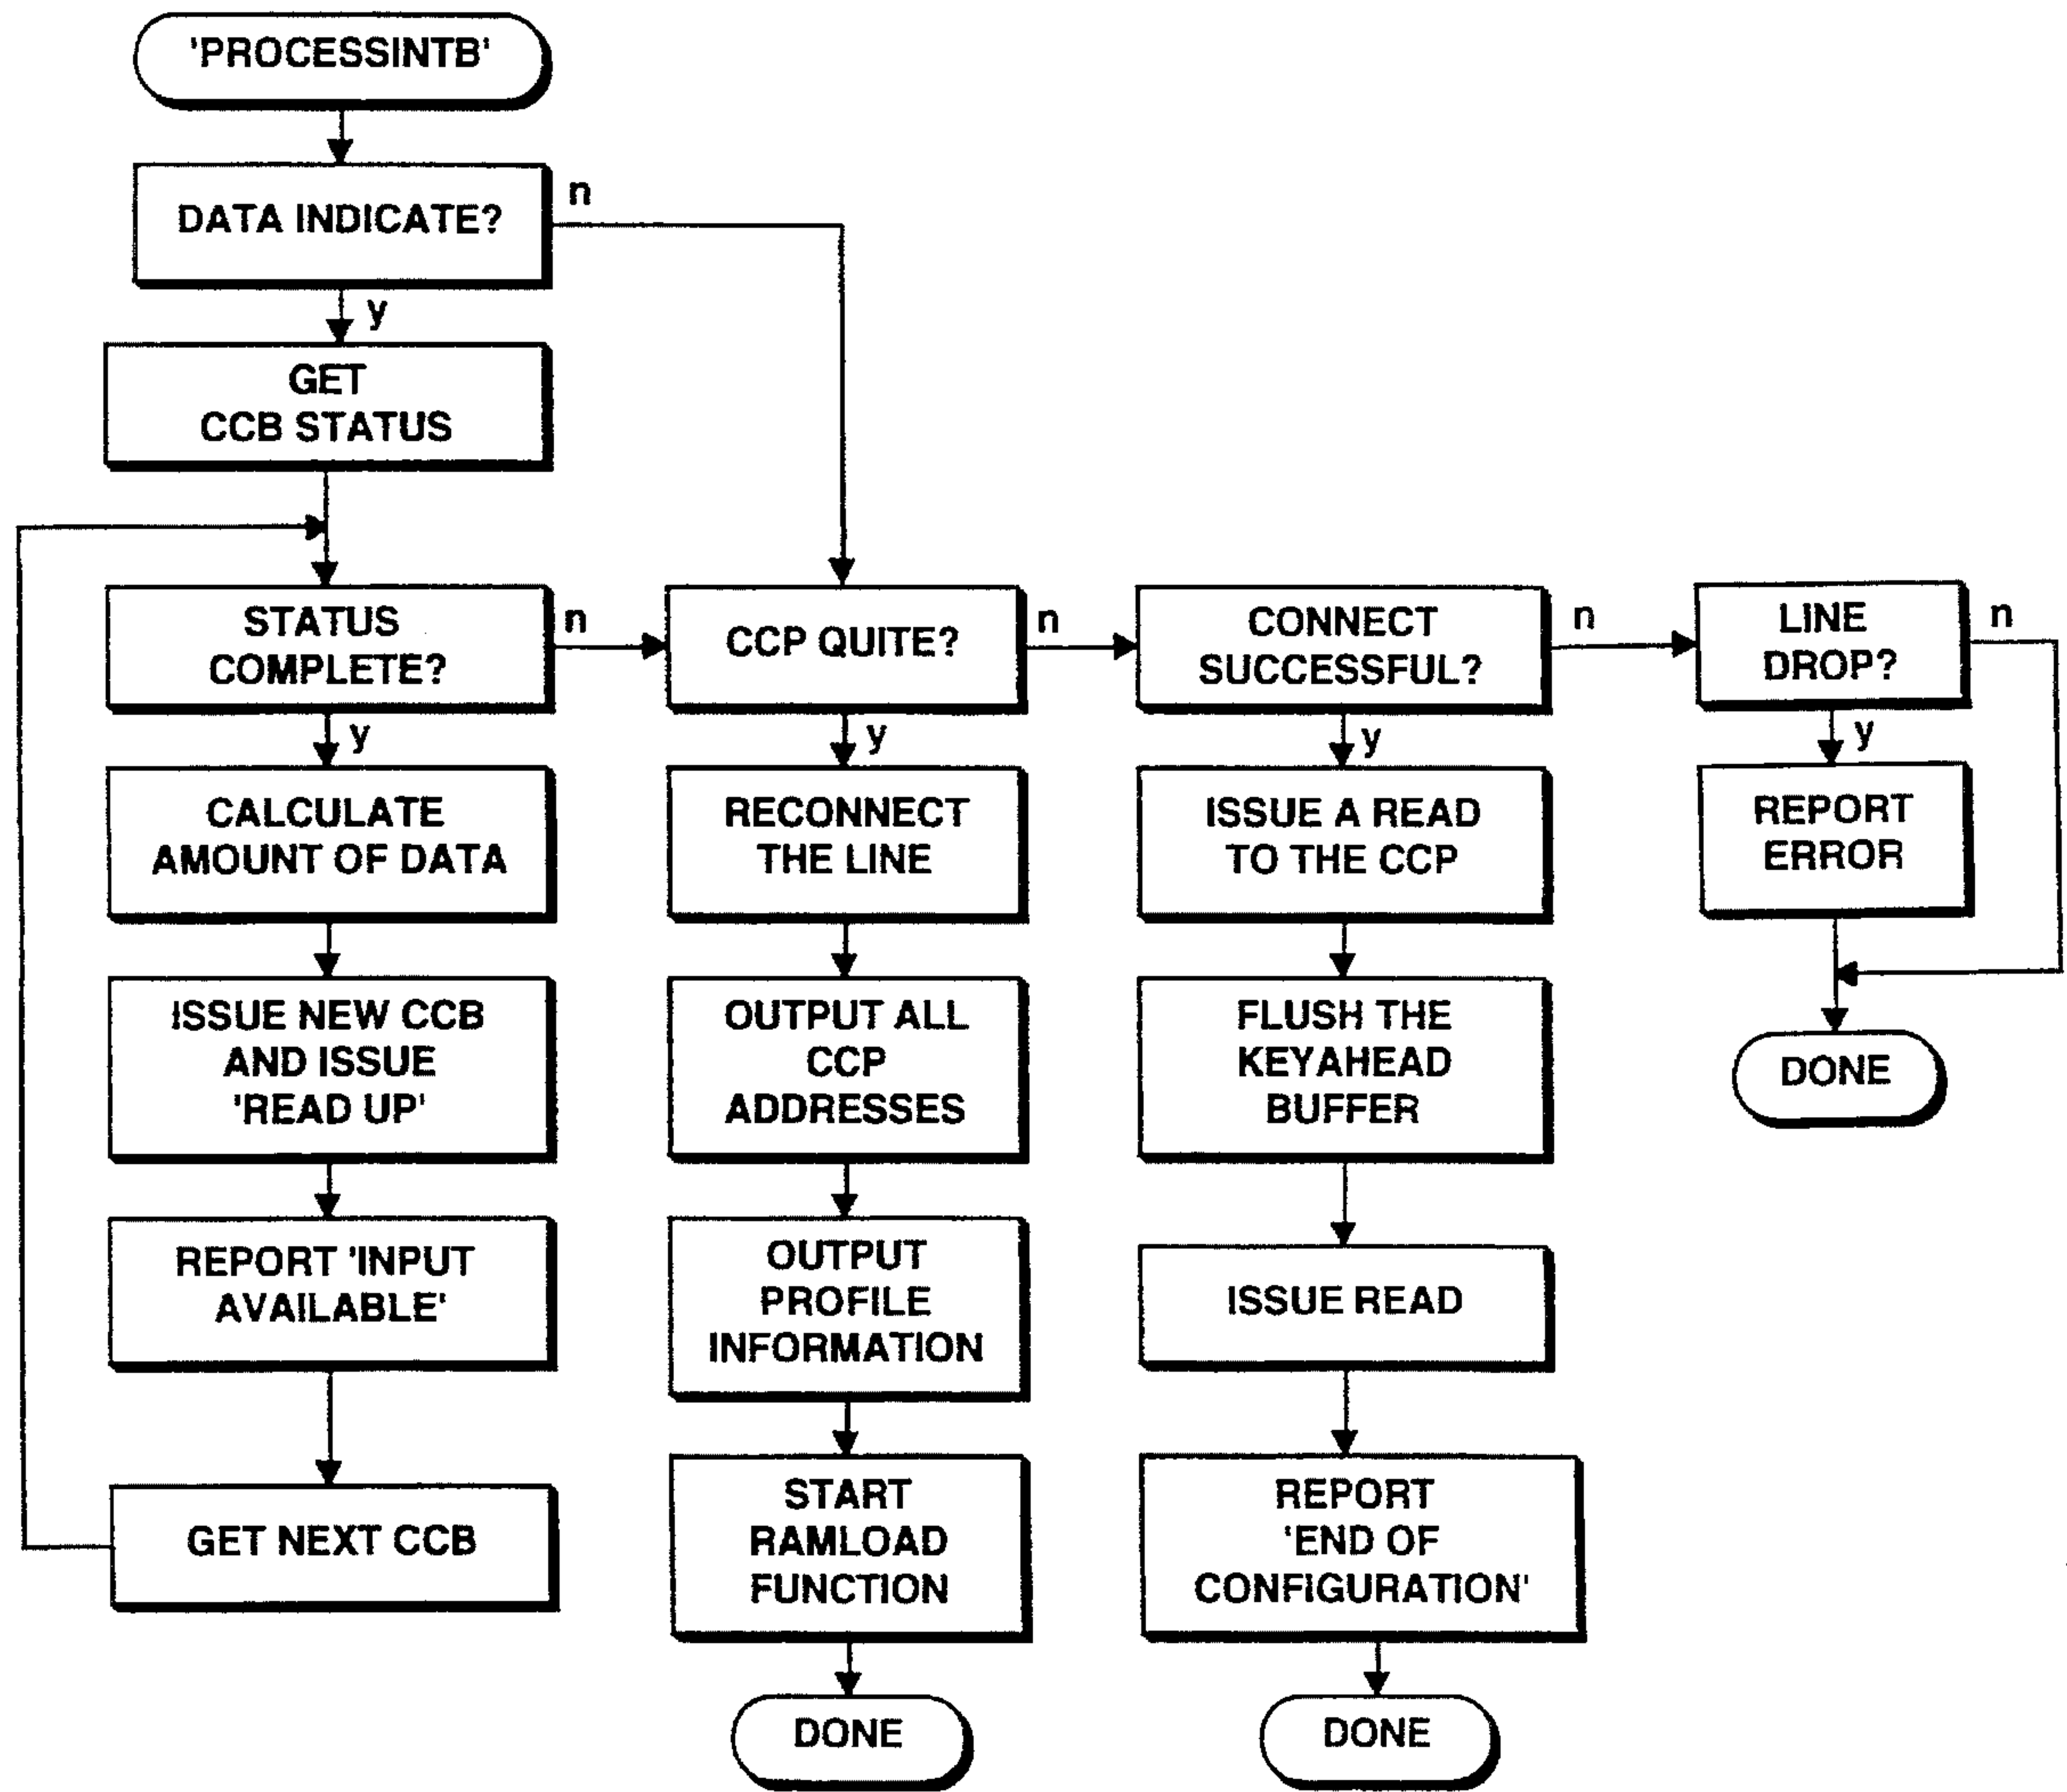 'PROCESSINTB'
DATA INDICATE?
n
y
GET
CCB STATUS
STATUS
COMPLETE?
n
y
CALCULATE
AMOUNT OF DATA
ISSUE NEW CCB
AND ISSUE
'READ UP'
REPORT 'INPUT
AVAILABLE'
GET NEXT CCB
CCP QUITE?
n
y
RECONNECT
THE LINE
OUTPUT ALL
CCP
ADDRESSES
OUTPUT
PROFILE
INFORMATION
START
RAMLOAD
FUNCTION
DONE
CONNECT
SUCCESSFUL?
n
y
ISSUE A READ
TO THE CCP
FLUSH THE
KEYAHEAD
BUFFER
ISSUE READ
REPORT
'END OF
CONFIGURATION'
DONE
LINE
DROP?
n
y
REPORT
ERROR
DONE